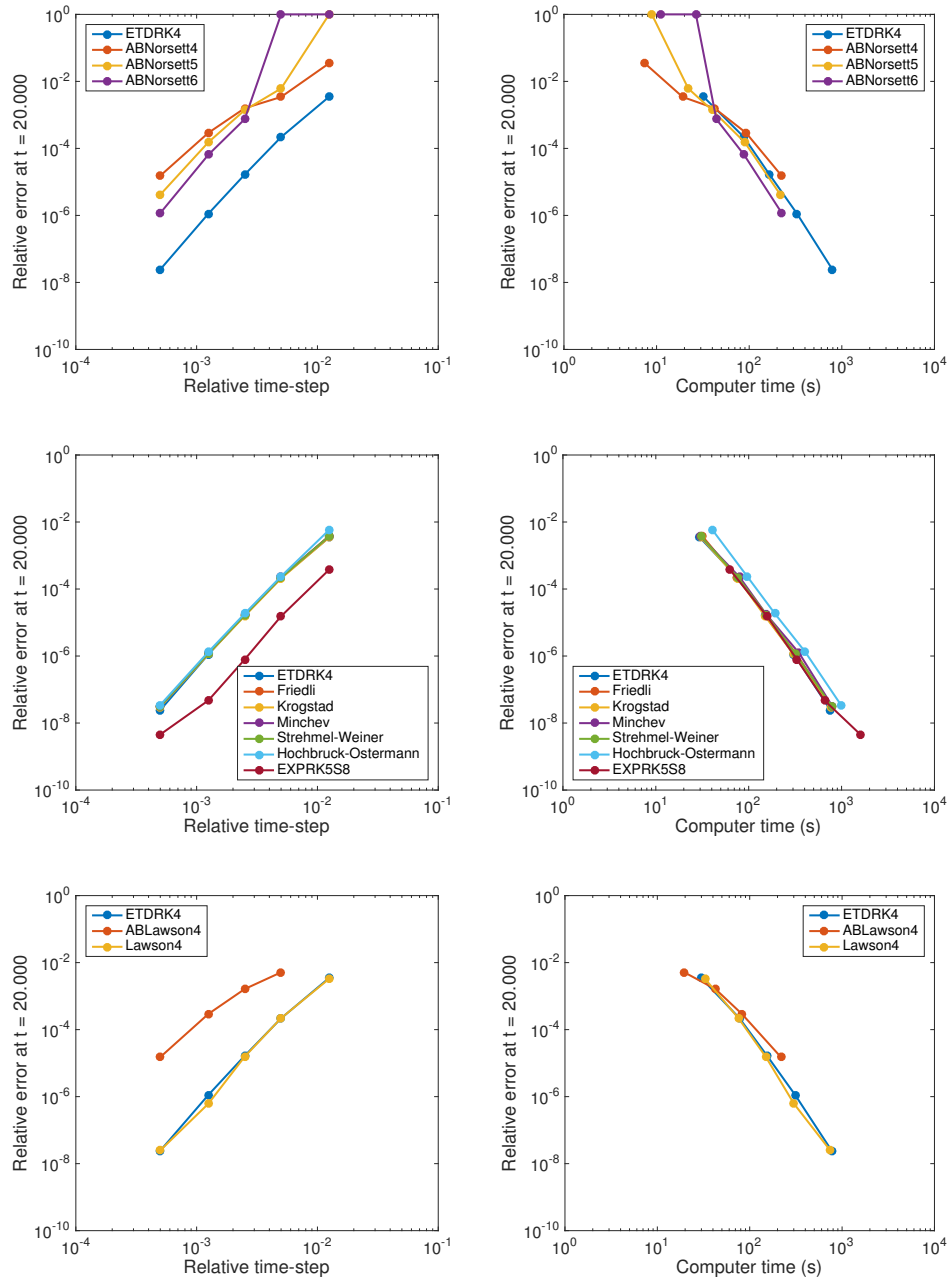 Relative error at t = 20.000
10^0
10^-2
10^-4
10^-6
10^-8
10^-10
ETDRK4
ABNorsett4
ABNorsett5
ABNorsett6
10^-4
10^-3
10^-2
10^-1
Relative time-step
Relative error at t = 20.000
10^0
10^-2
10^-4
10^-6
10^-8
10^-10
ETDRK4
ABNorsett4
ABNorsett5
ABNorsett6
10^0
10^1
10^2
10^3
10^4
Computer time (s)
Relative error at t = 20.000
10^0
10^-2
10^-4
10^-6
10^-8
10^-10
ETDRK4
Friedli
Krogstad
Minchev
Strehmel-Weiner
Hochbruck-Ostermann
EXPRK5S8
10^-4
10^-3
10^-2
10^-1
Relative time-step
Relative error at t = 20.000
10^0
10^-2
10^-4
10^-6
10^-8
10^-10
ETDRK4
Friedli
Krogstad
Minchev
Strehmel-Weiner
Hochbruck-Ostermann
EXPRK5S8
10^0
10^1
10^2
10^3
10^4
Computer time (s)
Relative error at t = 20.000
10^0
10^-2
10^-4
10^-6
10^-8
10^-10
ETDRK4
ABLawson4
Lawson4
10^-4
10^-3
10^-2
10^-1
Relative time-step
Relative error at t = 20.000
10^0
10^-2
10^-4
10^-6
10^-8
10^-10
ETDRK4
ABLawson4
Lawson4
10^0
10^1
10^2
10^3
10^4
Computer time (s)